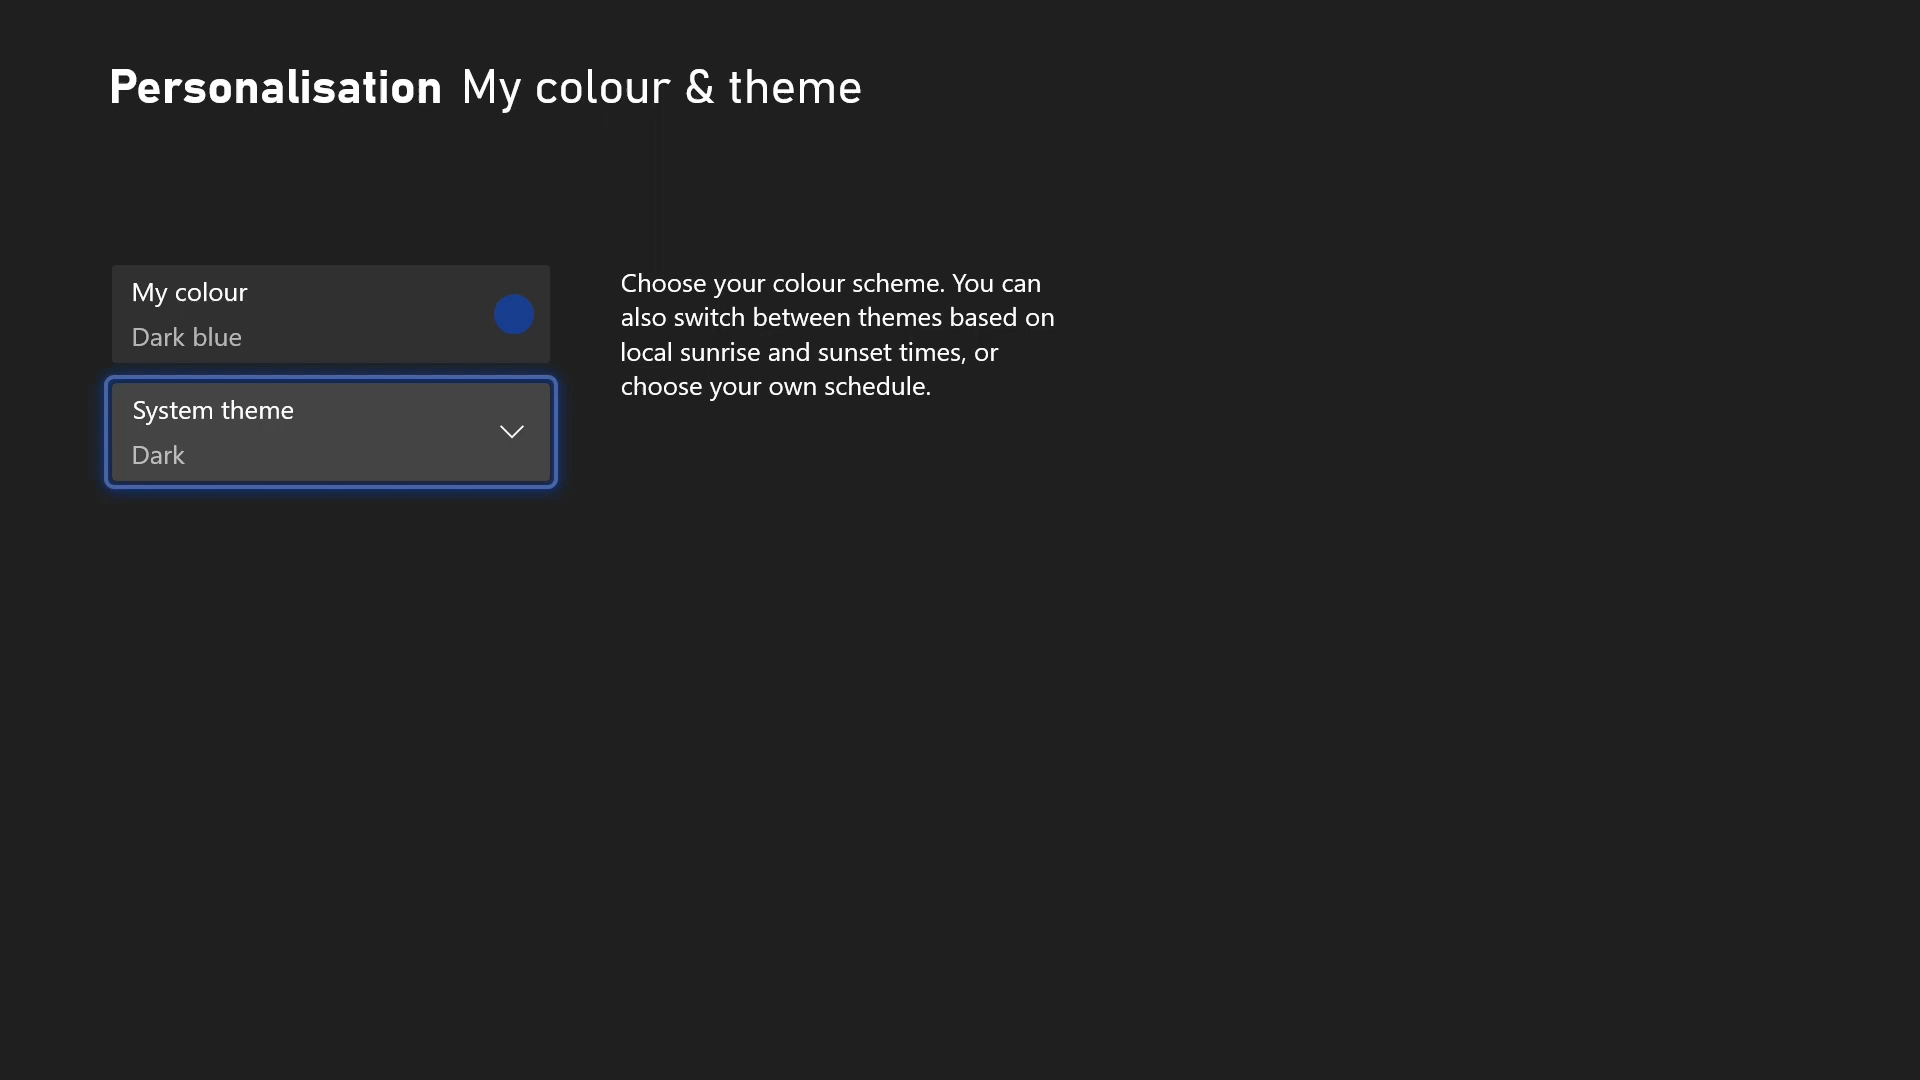 Personalisation My colour & theme
My colour
Dark blue
System theme
Dark
Choose your colour scheme. You can
also switch between themes based on
local sunrise and sunset times, or
choose your own schedule.